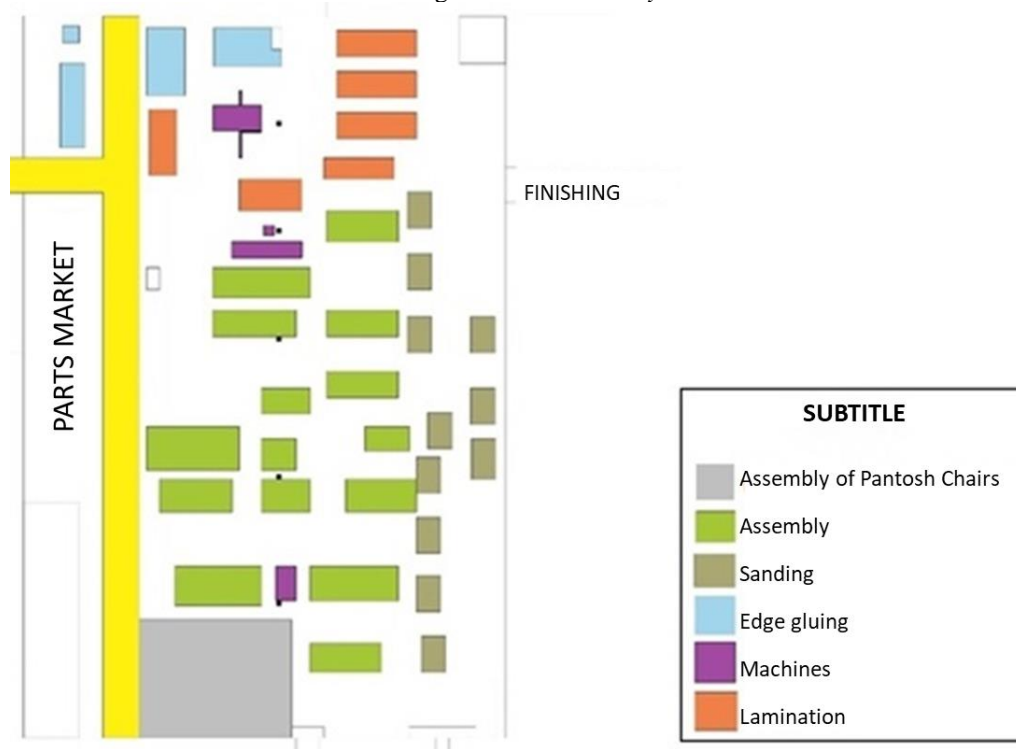 FINISHING
PARTS MARKET
SUBTITLE
Assembly of Pantosh Chairs
Assembly
Sanding
Edge gluing
Machines
Lamination